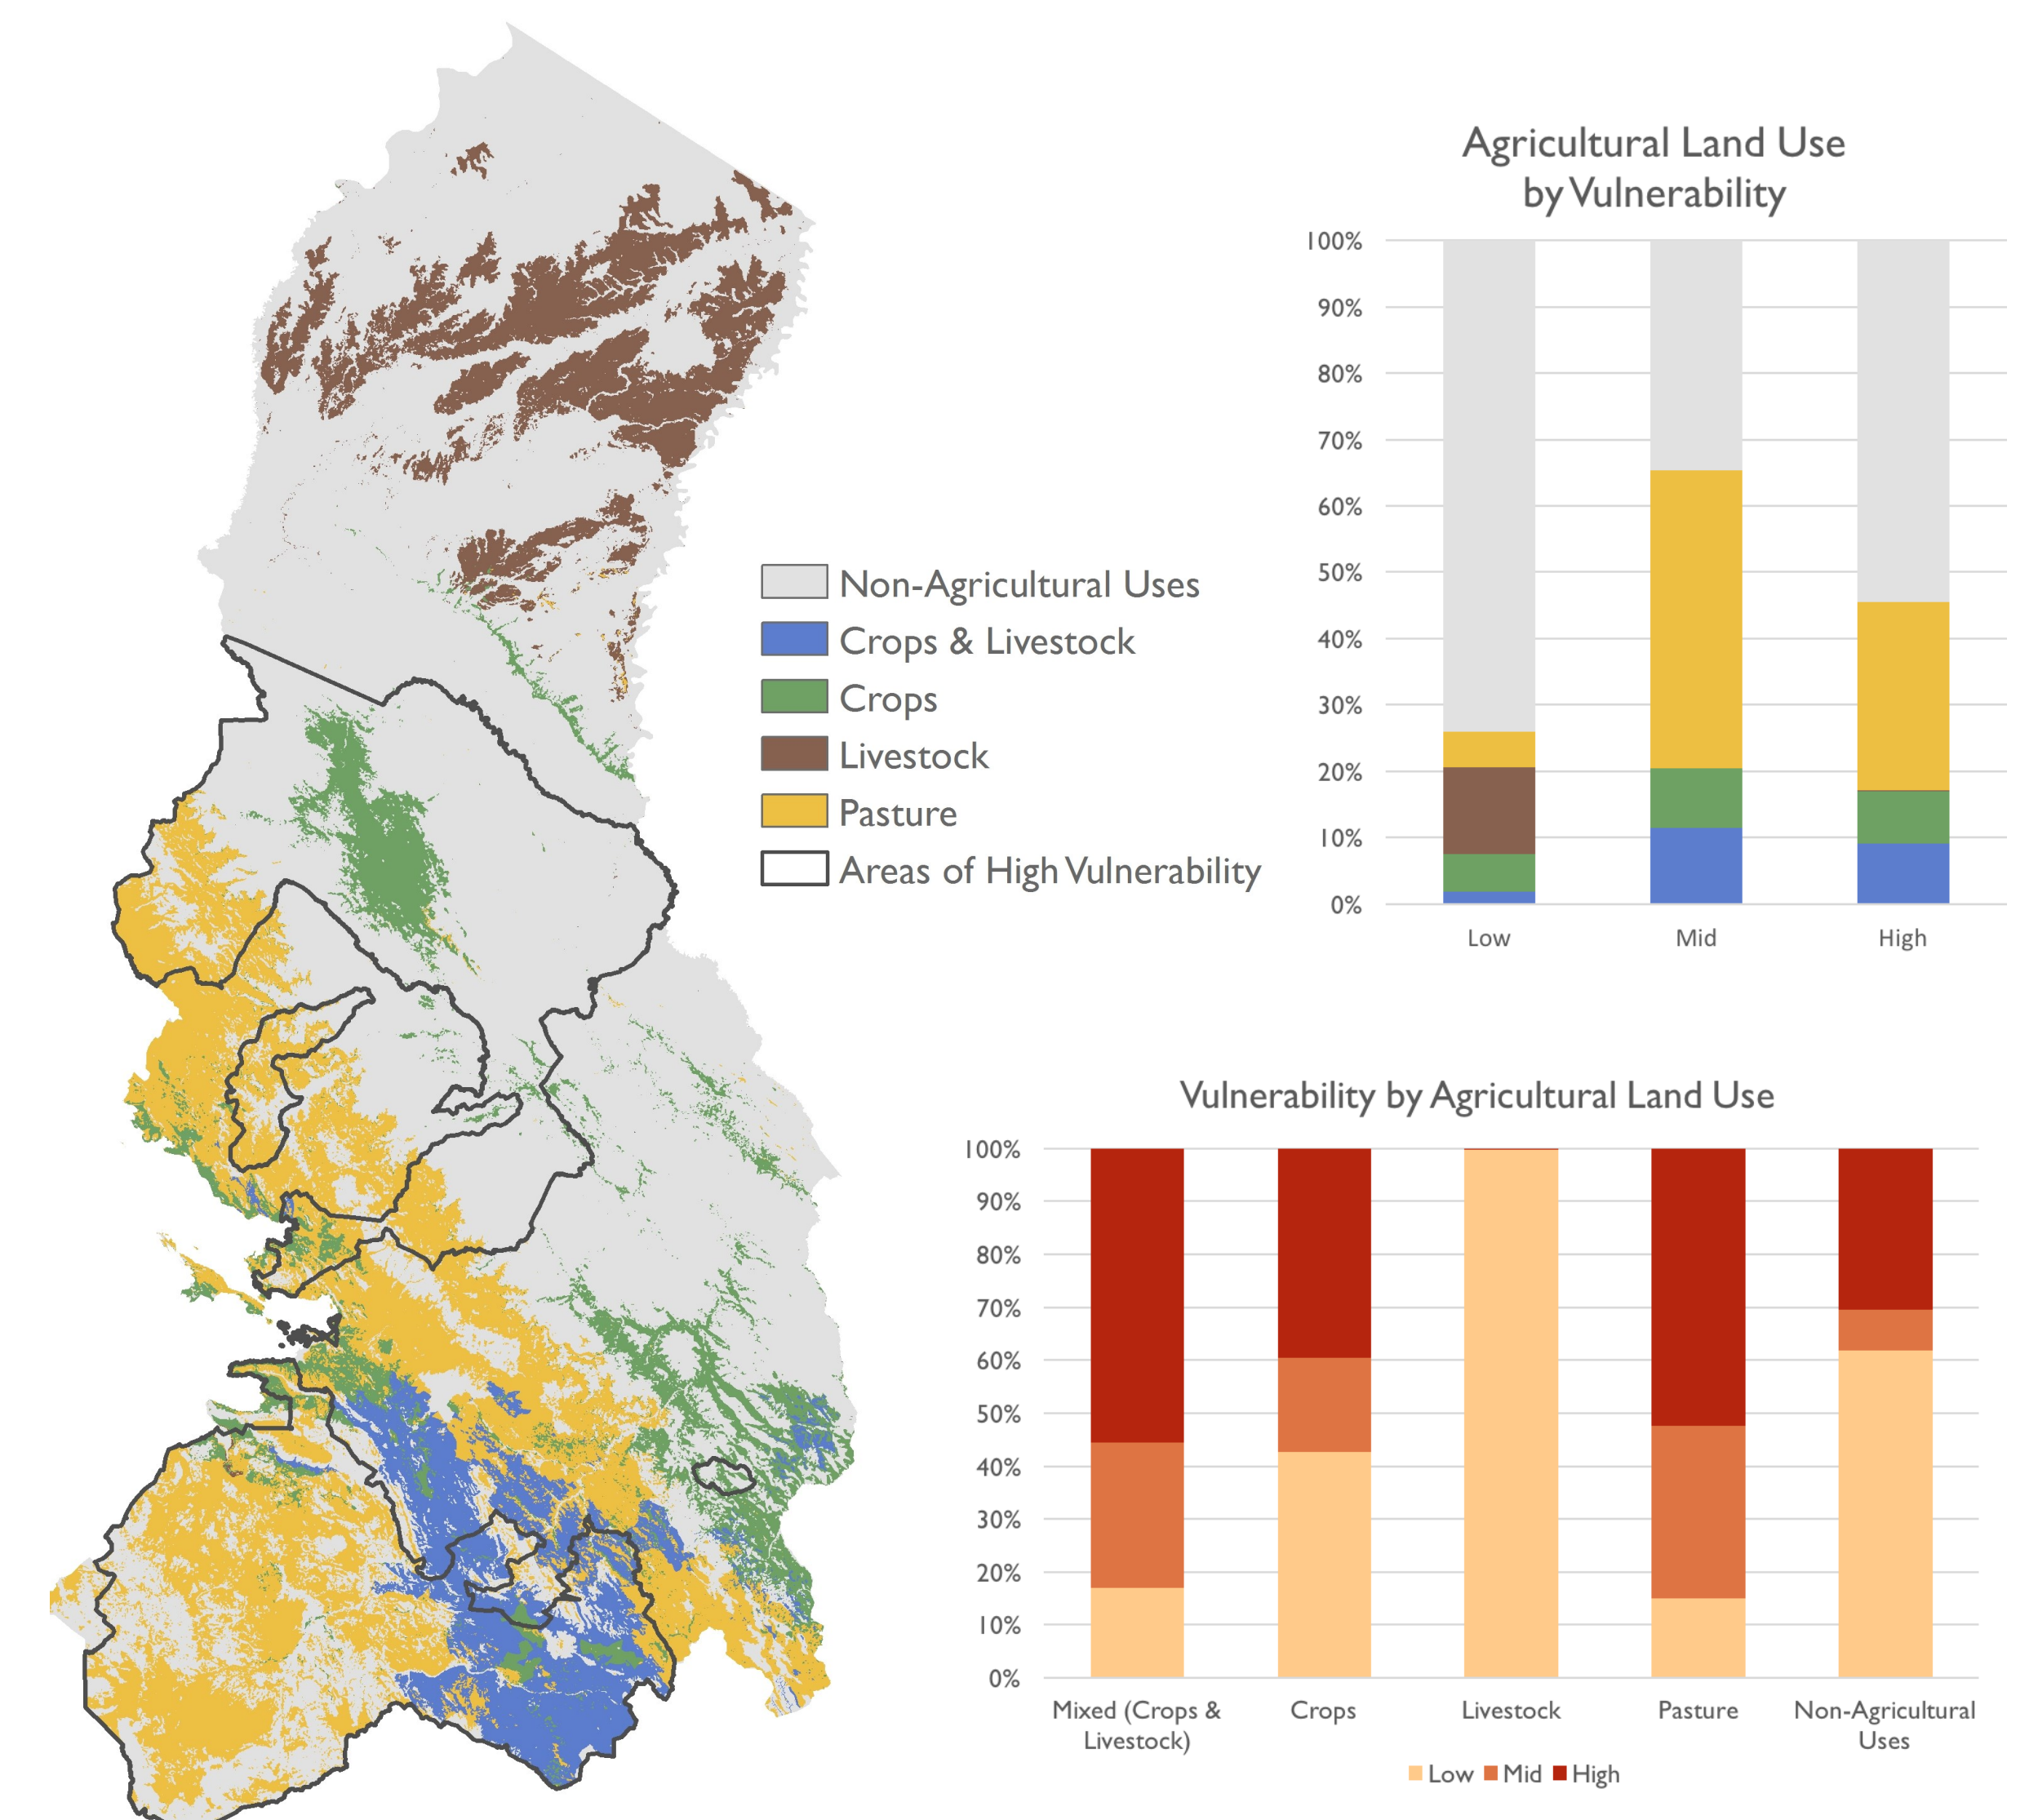 Non-Agricultural Uses
Crops & Livestock
Crops
Livestock
Pasture
Areas of High Vulnerability
Agricultural Land Use
by Vulnerability
100%
90%
80%
70%
60%
50%
40%
30%
20%
10%
0%
Low
Mid
High
Vulnerability by Agricultural Land Use
100%
90%
80%
70%
60%
50%
40%
30%
20%
10%
0%
Mixed (Crops &
Livestock)
Crops
Livestock
Pasture
Non-Agricultural
Uses
Low Mid High